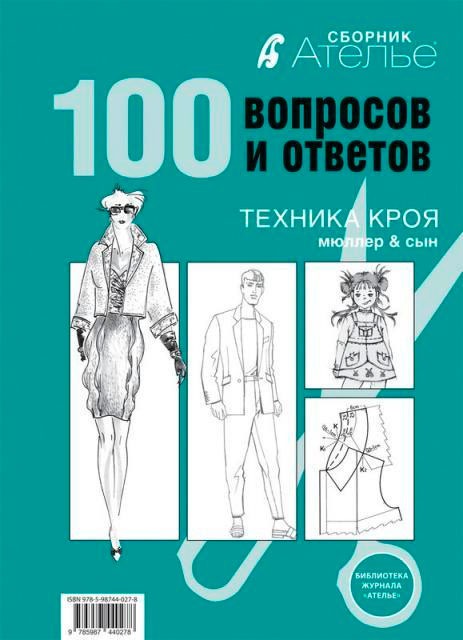 СБОРНИК
Ателье®
100 вопросов
и ответов
ТЕХНИКА КРОЯ
мюллер & сын
БИБЛИОТЕКА
ЖУРНАЛА
«АТЕЛЬЕ»
ISBN 978-5-98744-027-8
9 785987 440278